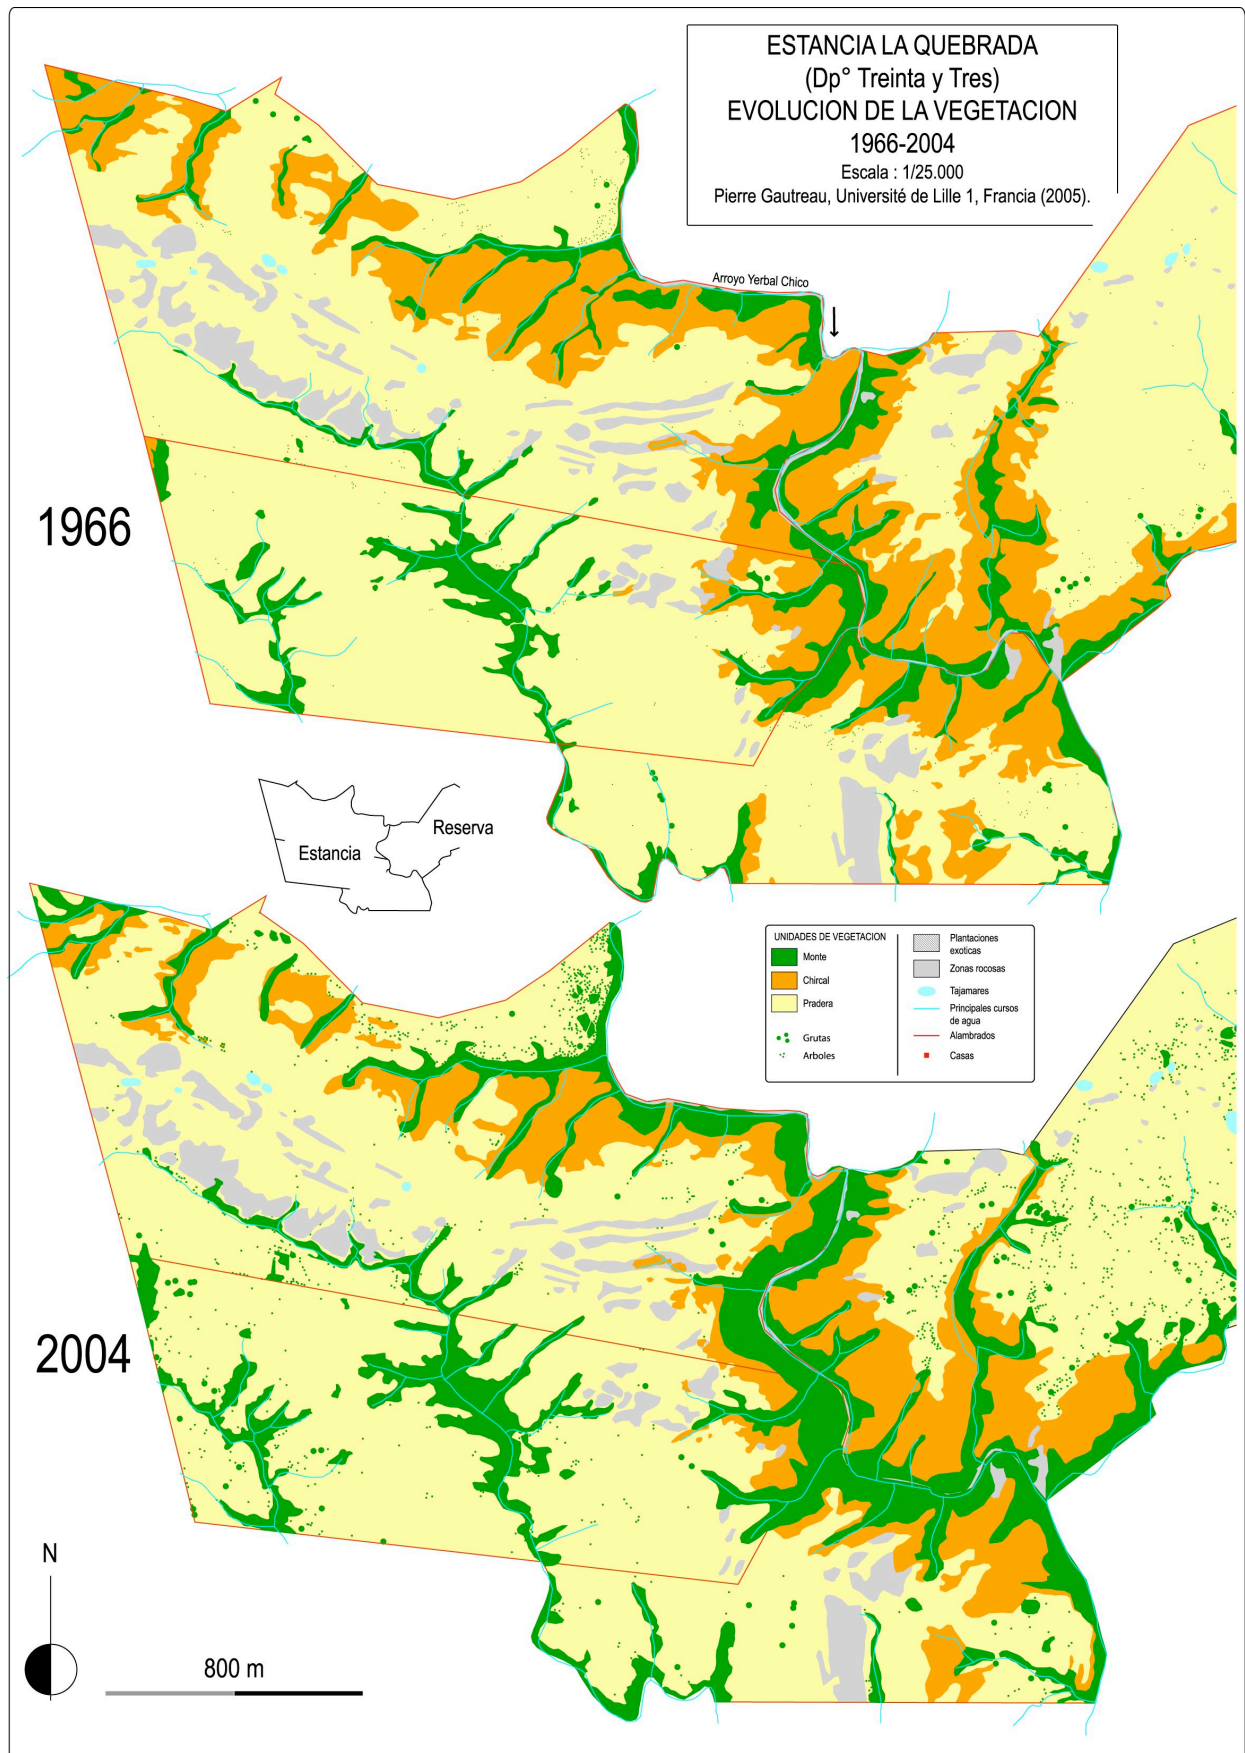 ESTANCIA LA QUEBRADA
(Dp° Treinta y Tres)
EVOLUCION DE LA VEGETACION
1966-2004
Escala : 1/25.000
Pierre Gautreau, Université de Lille 1, Francia (2005).
Arroyo Yerbal Chico
1966
Reserva
Estancia
UNIDADES DE VEGETACION
Monte
Chircal
Pradera
Grutas
Arboles
Plantaciones
exoticas
Zonas rocosas
Tajamares
Principales cursos
de agua
Alambrados
Casas
2004
N
800 m